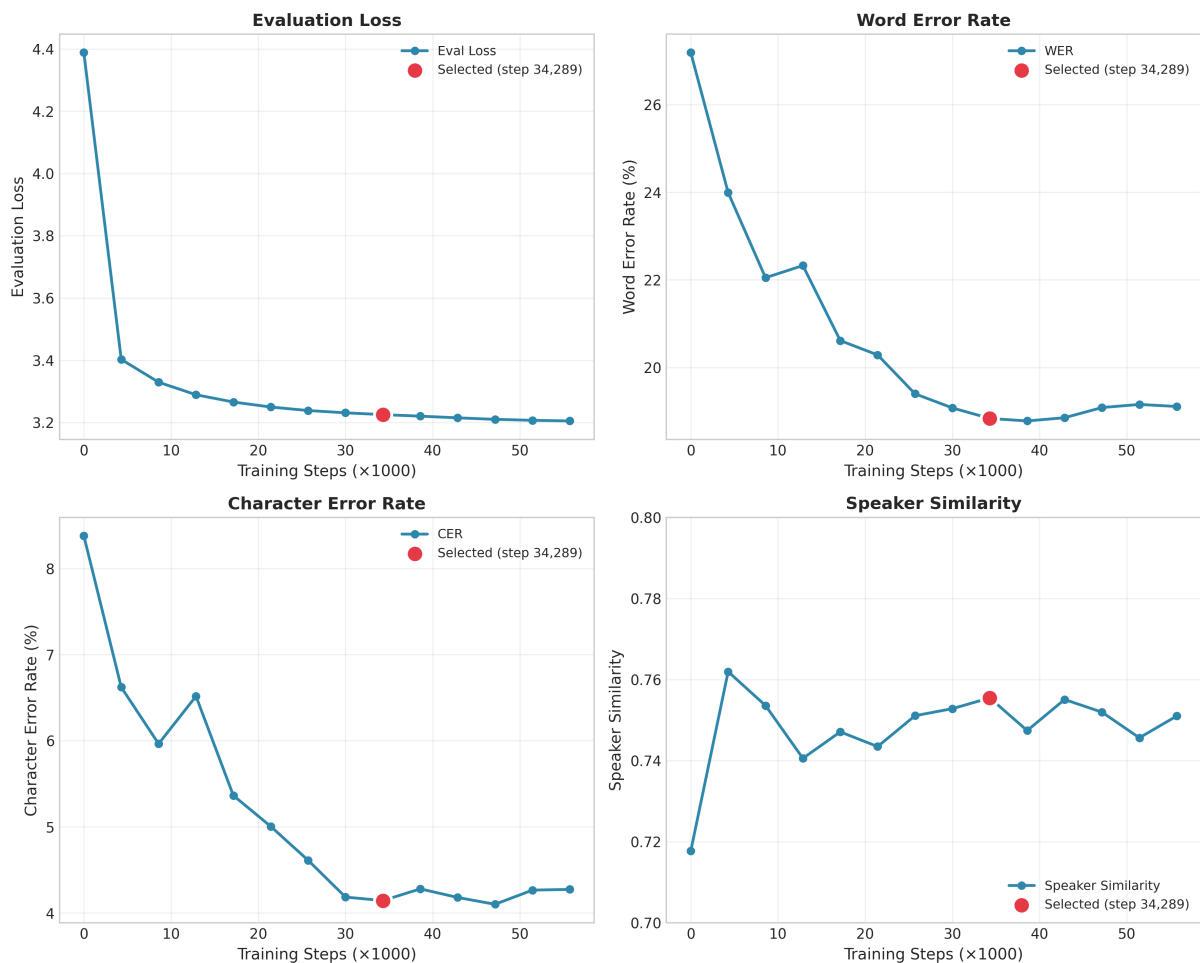 Evaluation Loss
Eval Loss
Selected (step 34,289)
4.4
4.2
4.0
3.8
3.6
3.4
3.2
Evaluation Loss
0 10 20 30 40 50
Training Steps (×1000)
Word Error Rate
WER
Selected (step 34,289)
26
24
22
20
Word Error Rate (%)
0 10 20 30 40 50
Training Steps (×1000)
Character Error Rate
CER
Selected (step 34,289)
8
7
6
5
4
Character Error Rate (%)
0 10 20 30 40 50
Training Steps (×1000)
Speaker Similarity
0.80
0.78
0.76
0.74
0.72
0.70
Speaker Similarity
Speaker Similarity
Selected (step 34,289)
0 10 20 30 40 50
Training Steps (×1000)